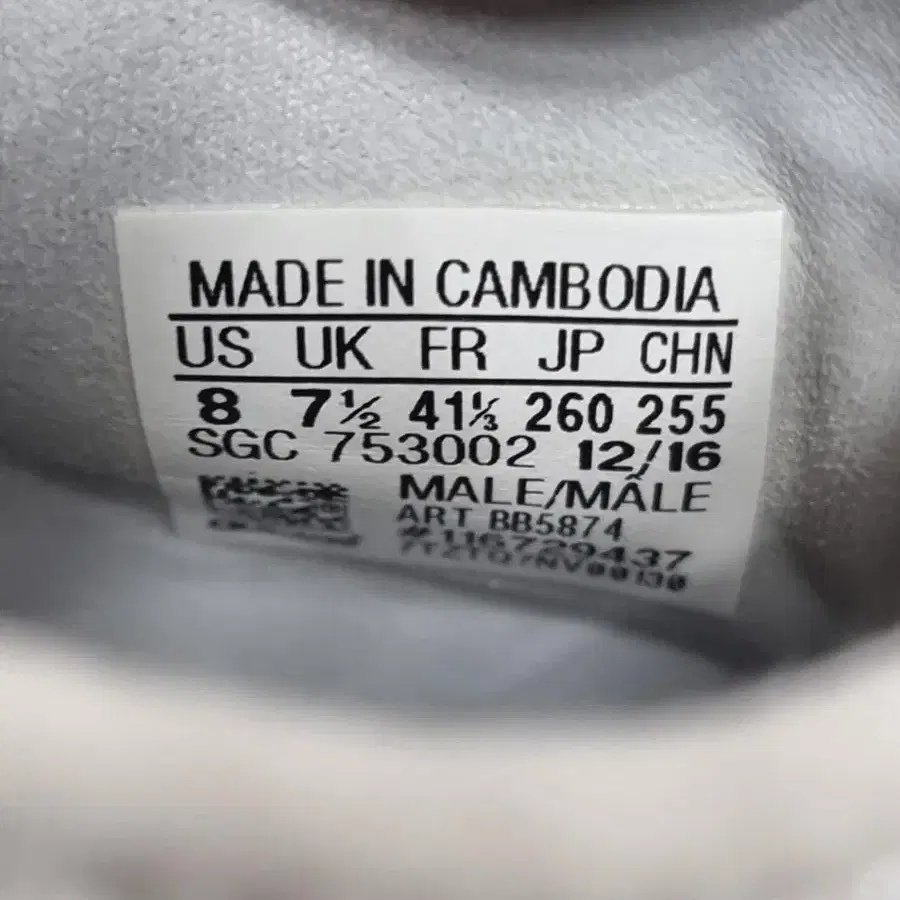 MADE IN CAMBODIA
US UK FR JP CHN
8 7½ 41⅓ 260 255
SGC 753002 12/16
MALE/MÂLE
ART BB5874
#116729437